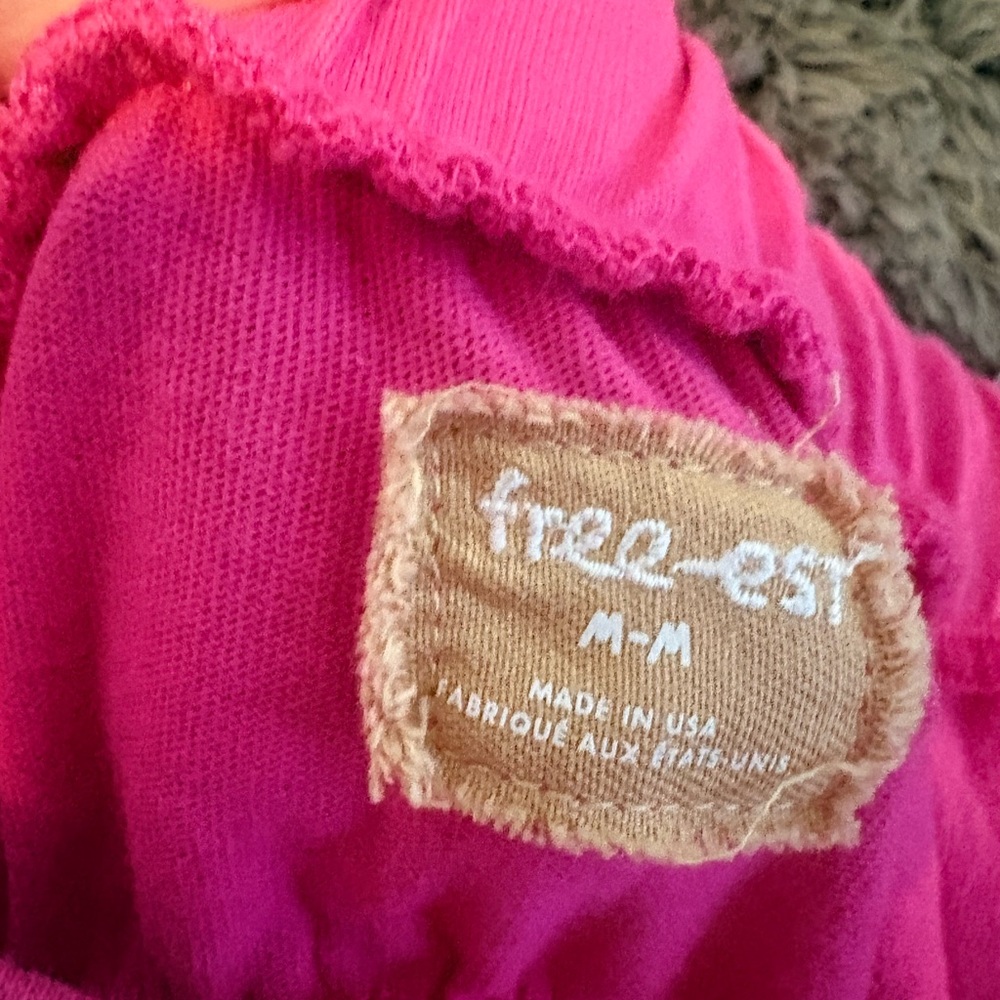 free-est
M-M
MADE IN USA
FABRIQUÉ AUX ÉTATS-UNIS